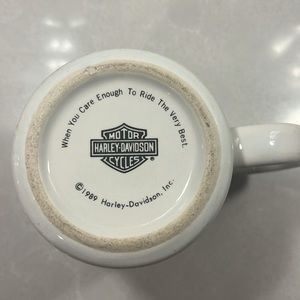 When You Care Enough To Ride The Very Best.
MOTOR
HARLEY-DAVIDSON
CYCLES
©1989 Harley-Davidson, Inc.